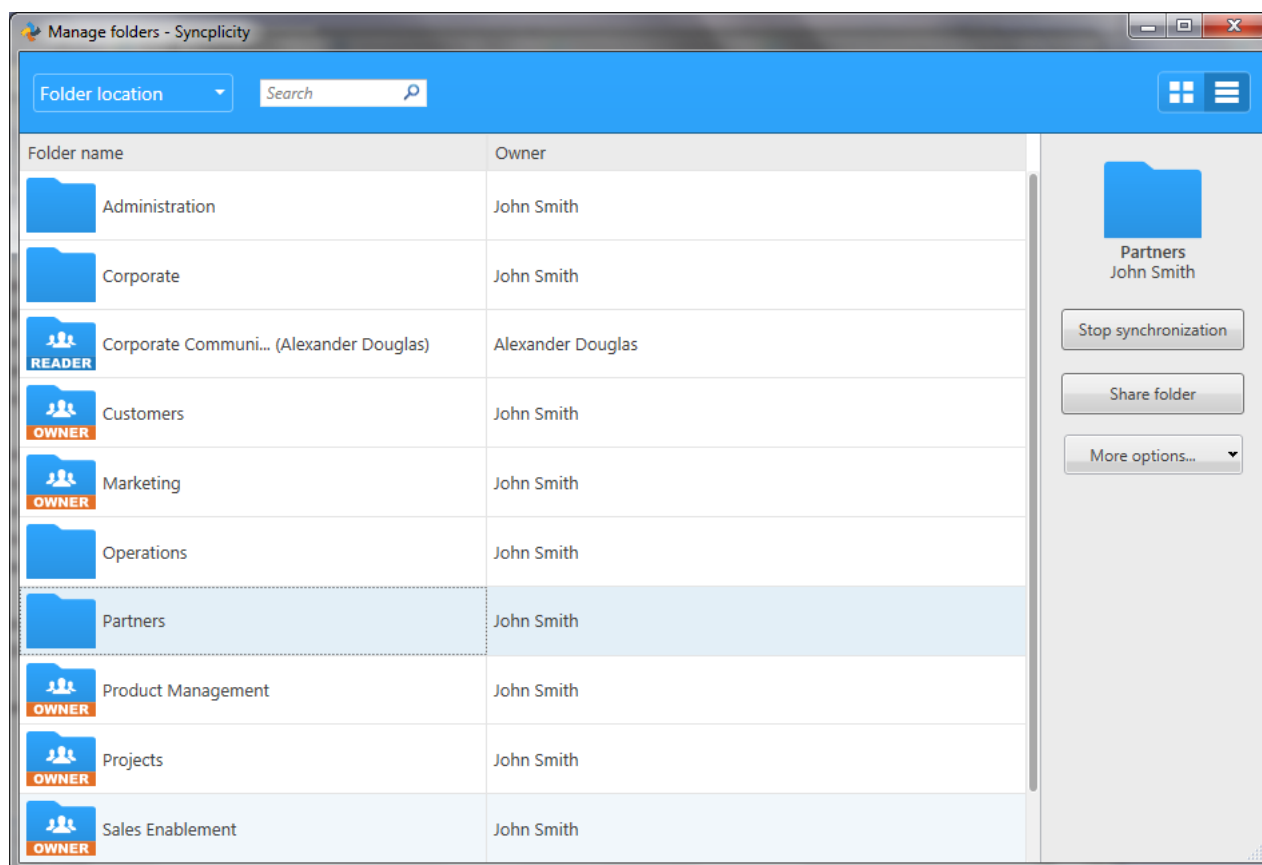 Manage folders - Syncplicity
Folder location
Search
Folder name Owner
Administration John Smith
Corporate John Smith
READER Corporate Communi... (Alexander Douglas) Alexander Douglas
OWNER Customers John Smith
OWNER Marketing John Smith
Operations John Smith
Partners John Smith
OWNER Product Management John Smith
OWNER Projects John Smith
OWNER Sales Enablement John Smith
Partners
John Smith
Stop synchronization
Share folder
More options...